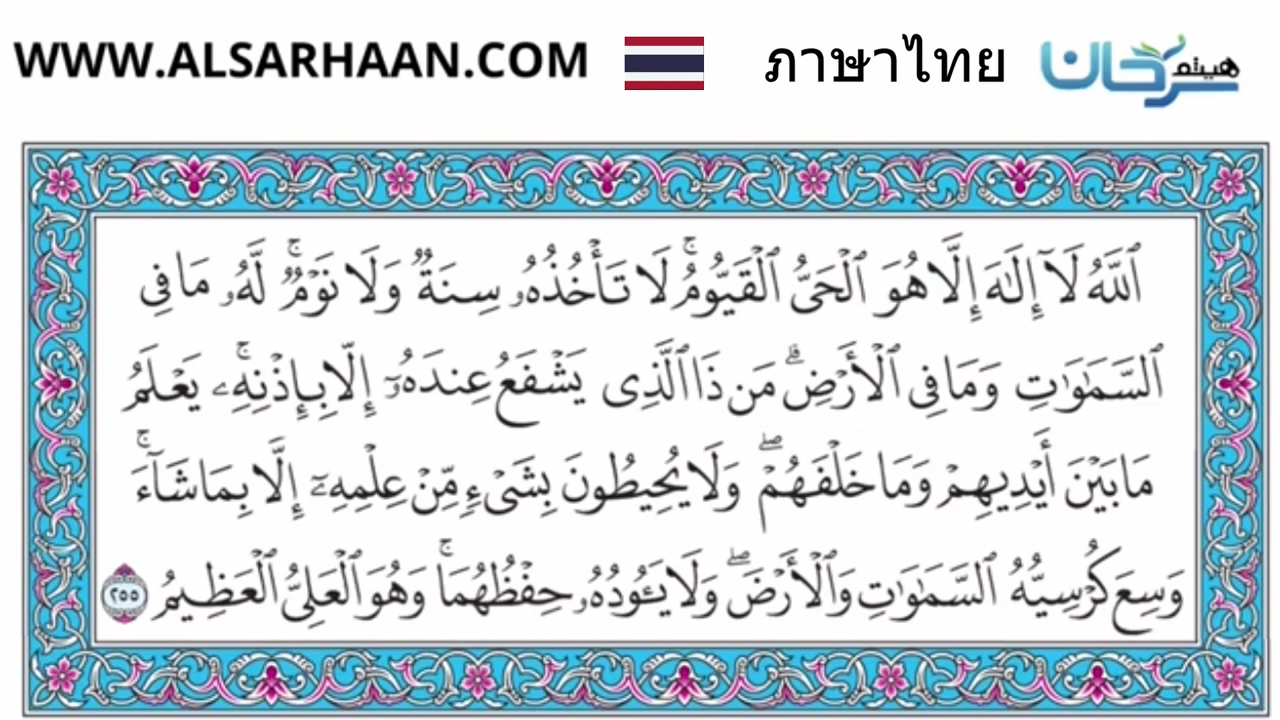 WWW.ALSARHAAN.COM ภาษาไทย هيثم سرحان
ٱللَّهُ لَآ إِلَٰهَ إِلَّا هُوَ ٱلْحَىُّ ٱلْقَيُّومُ ۚ لَا تَأْخُذُهُۥ سِنَةٌ وَلَا نَوْمٌ ۚ لَّهُۥ مَا فِى
ٱلسَّمَٰوَٰتِ وَمَا فِى ٱلْأَرْضِ ۗ مَن ذَا ٱلَّذِى يَشْفَعُ عِندَهُۥٓ إِلَّا بِإِذْنِهِۦ ۚ يَعْلَمُ
مَا بَيْنَ أَيْدِيهِمْ وَمَا خَلْفَهُمْ ۖ وَلَا يُحِيطُونَ بِشَىْءٍ مِّنْ عِلْمِهِۦٓ إِلَّا بِمَا شَآءَ ۚ
وَسِعَ كُرْسِيُّهُ ٱلسَّمَٰوَٰتِ وَٱلْأَرْضَ ۖ وَلَا يَـُٔودُهُۥ حِفْظُهُمَا ۚ وَهُوَ ٱلْعَلِىُّ ٱلْعَظِيمُ ٢٥٥